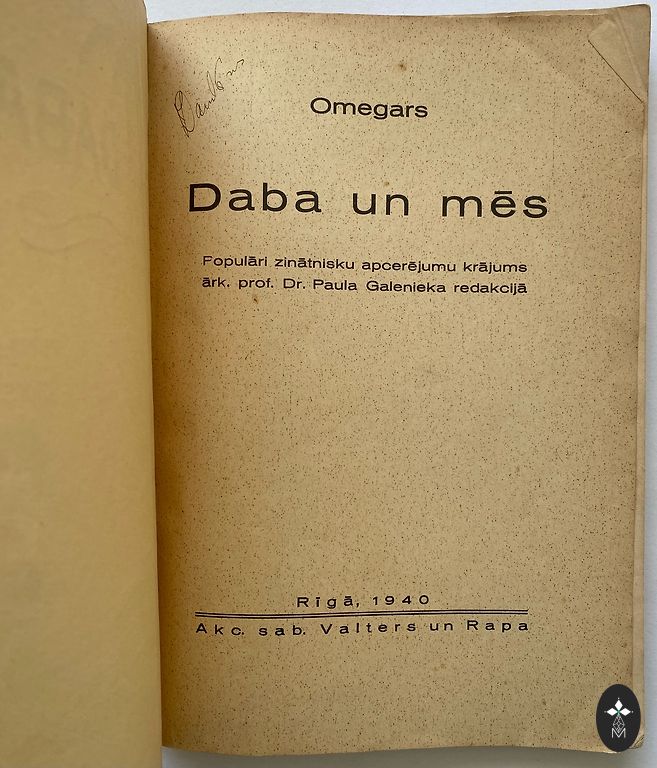 Omegars
Daba un mēs
Populāri zinātnisku apcerējumu krājums
ārk. prof. Dr. Paula Galenieka redakcijā
Rīgā, 1940
Akc. sab. Valters un Rapa